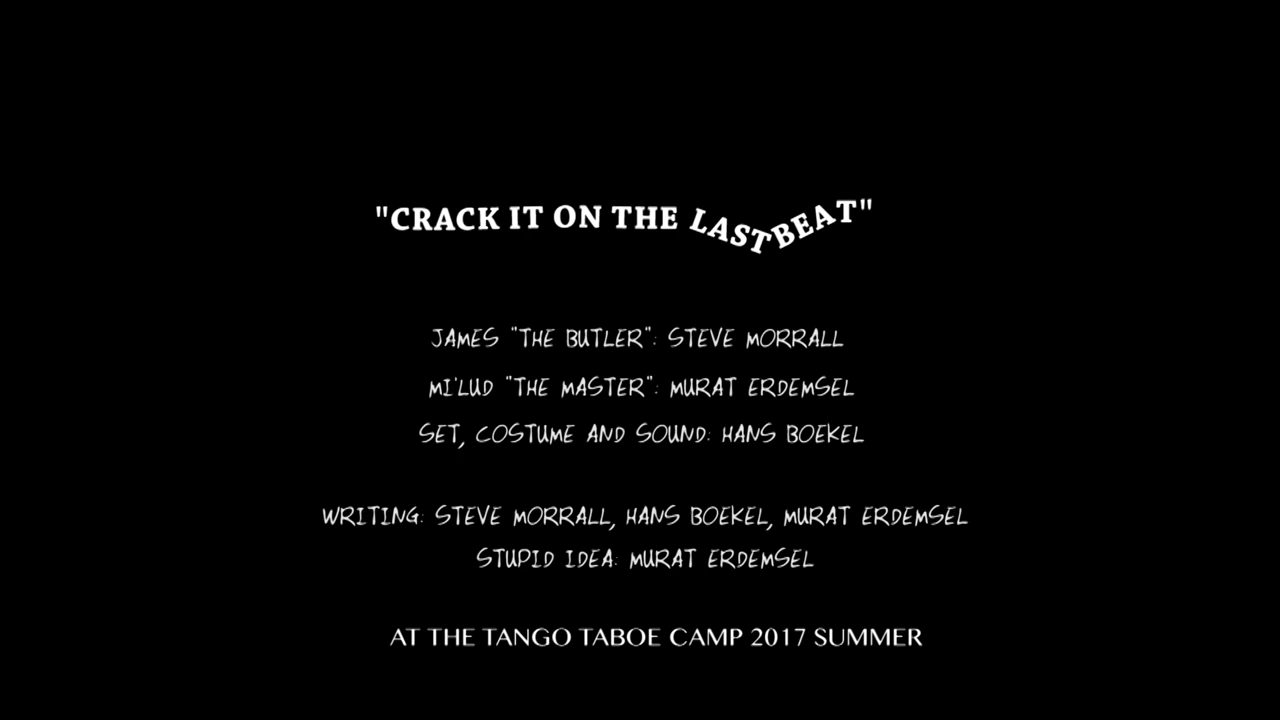 "CRACK IT ON THE LASTBEAT"
JAMES "THE BUTLER": STEVE MORRALL
MI'LUD "THE MASTER": MURAT ERDEMSEL
SET, COSTUME AND SOUND: HANS BOEKEL
WRITING: STEVE MORRALL, HANS BOEKEL, MURAT ERDEMSEL
STUPID IDEA: MURAT ERDEMSEL
AT THE TANGO TABOE CAMP 2017 SUMMER